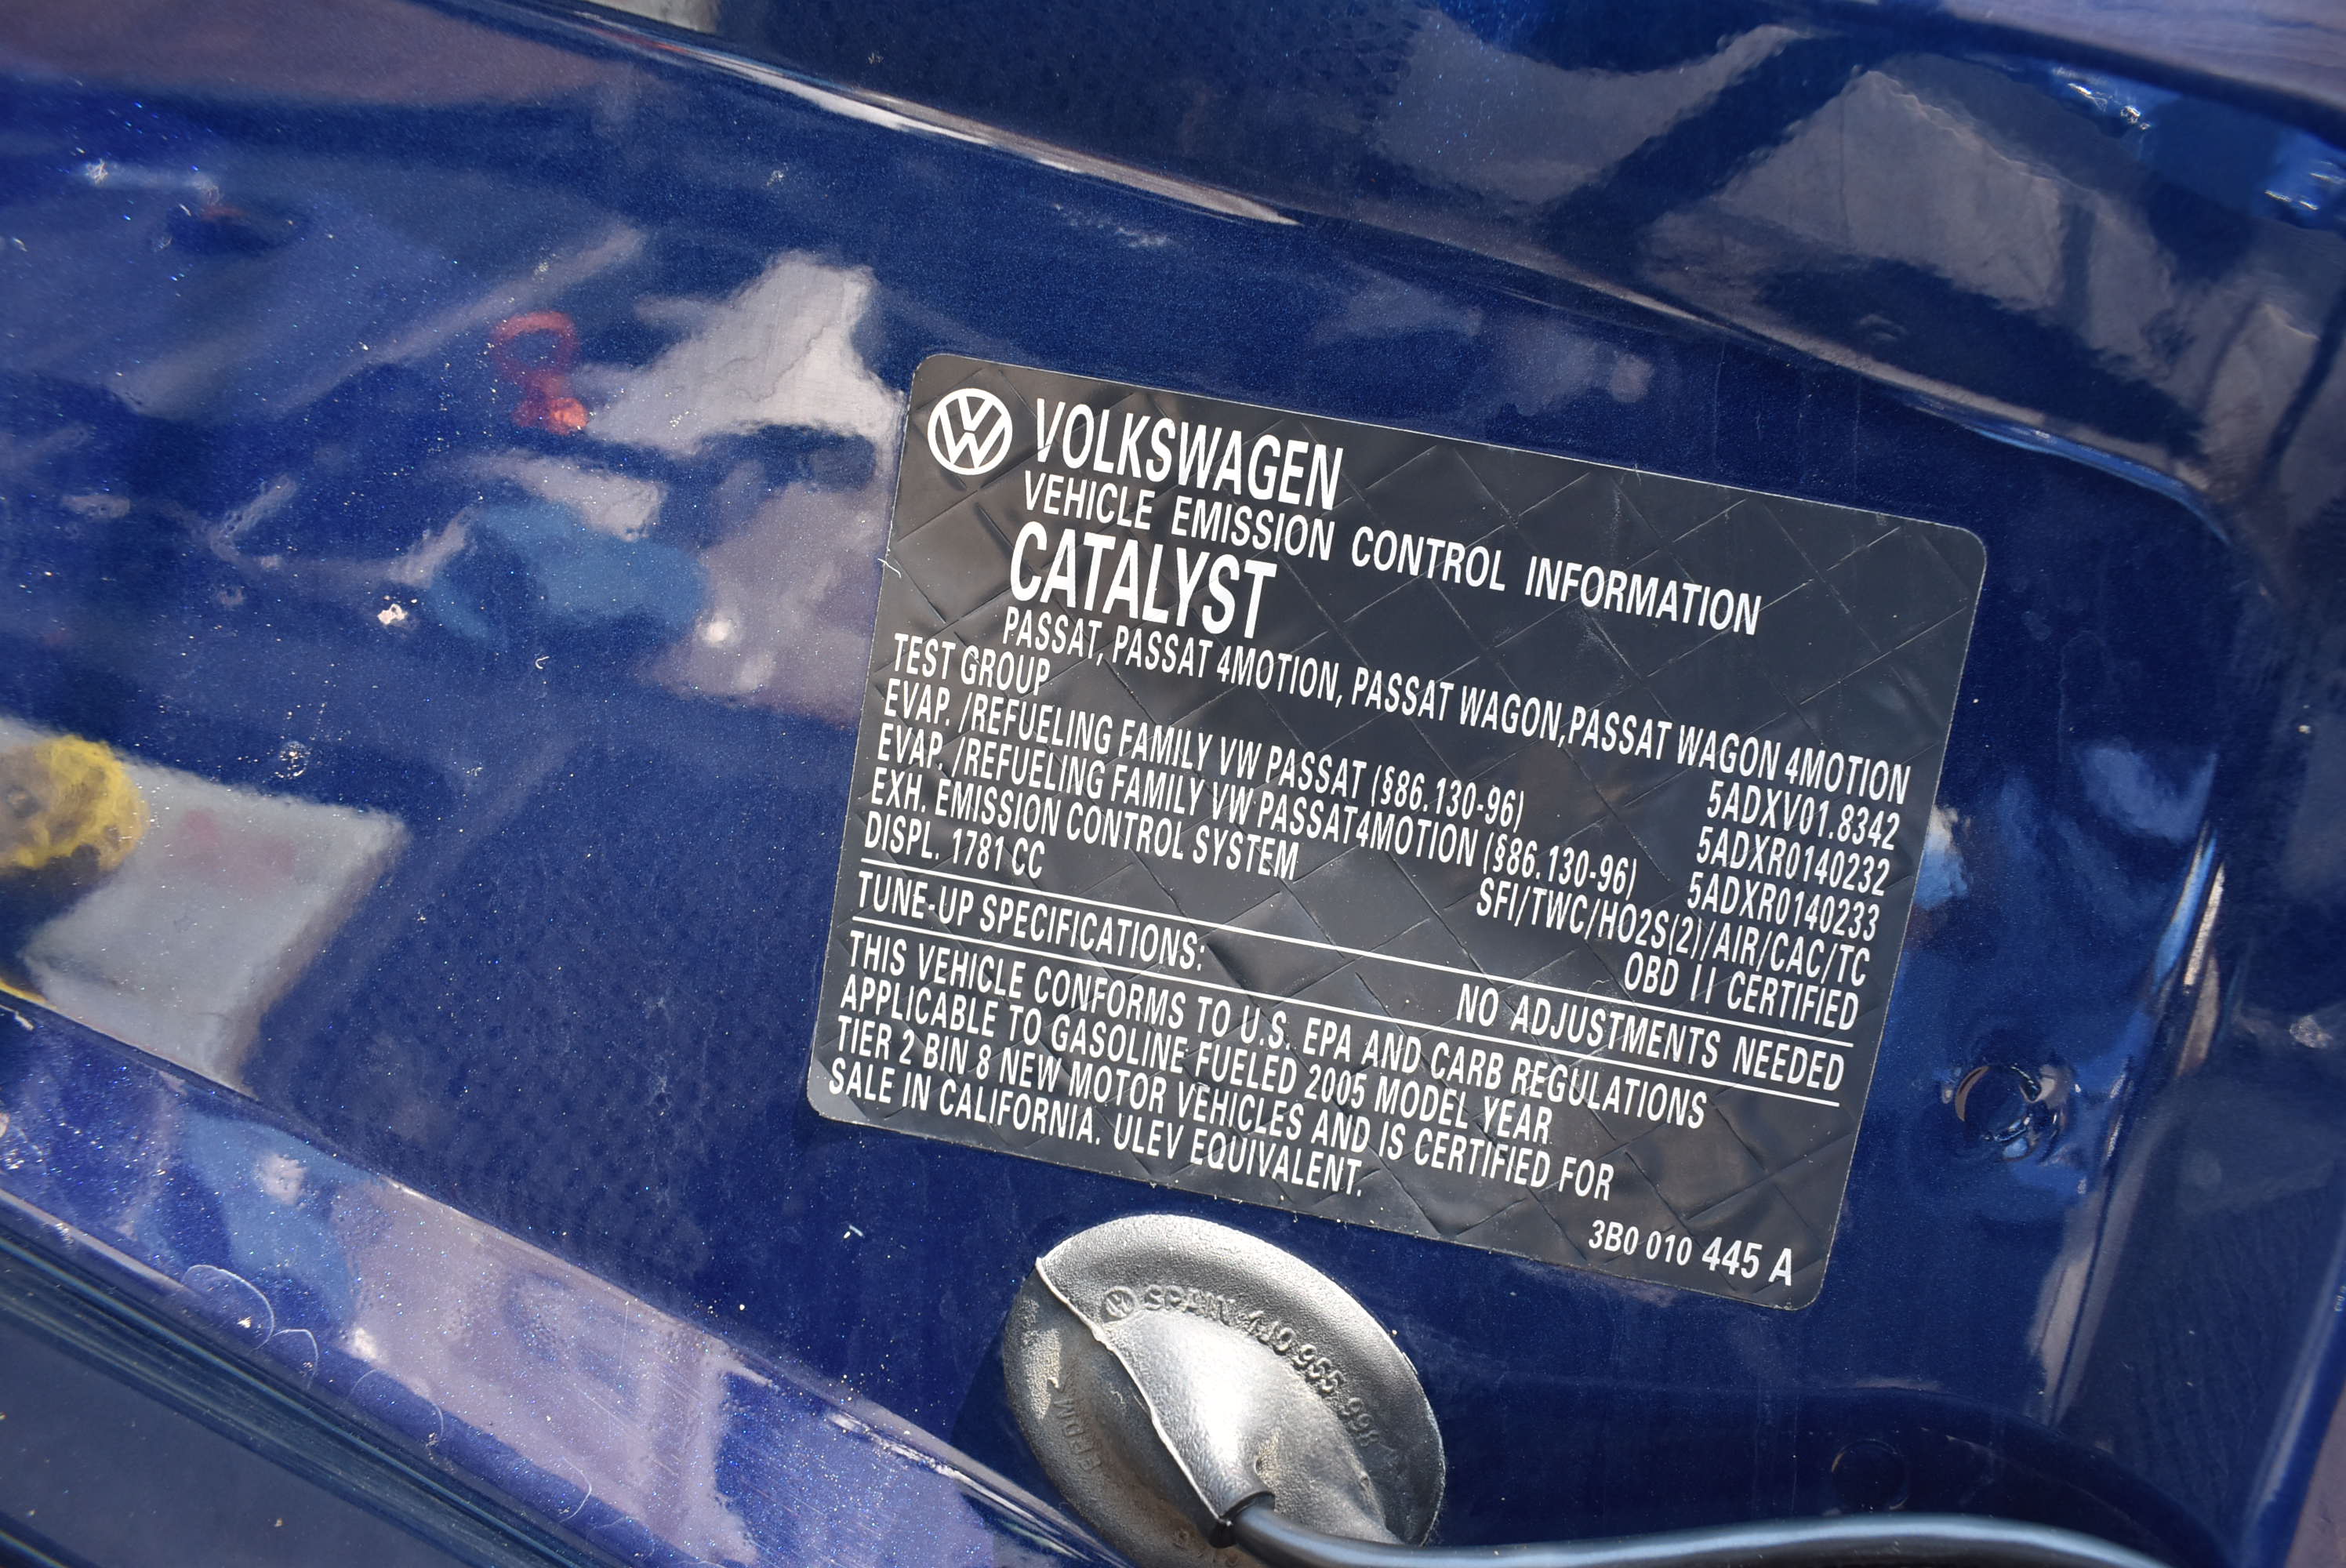 VOLKSWAGEN
VEHICLE EMISSION CONTROL INFORMATION
CATALYST
PASSAT, PASSAT 4MOTION, PASSAT WAGON,PASSAT WAGON 4MOTION
TEST GROUP 5ADXV01.8342
EVAP. /REFUELING FAMILY VW PASSAT (§86.130-96) 5ADXR0140232
EVAP. /REFUELING FAMILY VW PASSAT4MOTION (§86.130-96) 5ADXR0140233
EXH. EMISSION CONTROL SYSTEM SFI/TWC/HO2S(2)/AIR/CAC/TC
DISPL. 1781 CC OBD II CERTIFIED
TUNE-UP SPECIFICATIONS: NO ADJUSTMENTS NEEDED
THIS VEHICLE CONFORMS TO U.S. EPA AND CARB REGULATIONS
APPLICABLE TO GASOLINE FUELED 2005 MODEL YEAR
TIER 2 BIN 8 NEW MOTOR VEHICLES AND IS CERTIFIED FOR
SALE IN CALIFORNIA. ULEV EQUIVALENT.
3B0 010 445 A
SPAIN 1J0 955 998